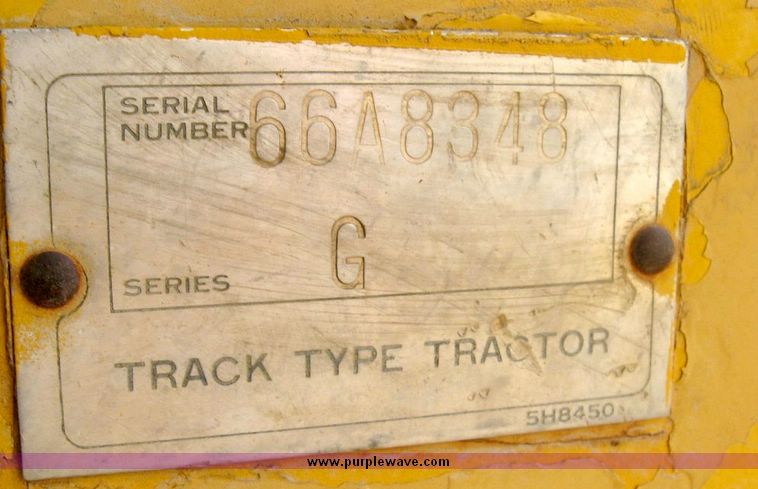 SERIAL
NUMBER 66A8348
SERIES G
TRACK TYPE TRACTOR
5H8450
www.purplewave.com